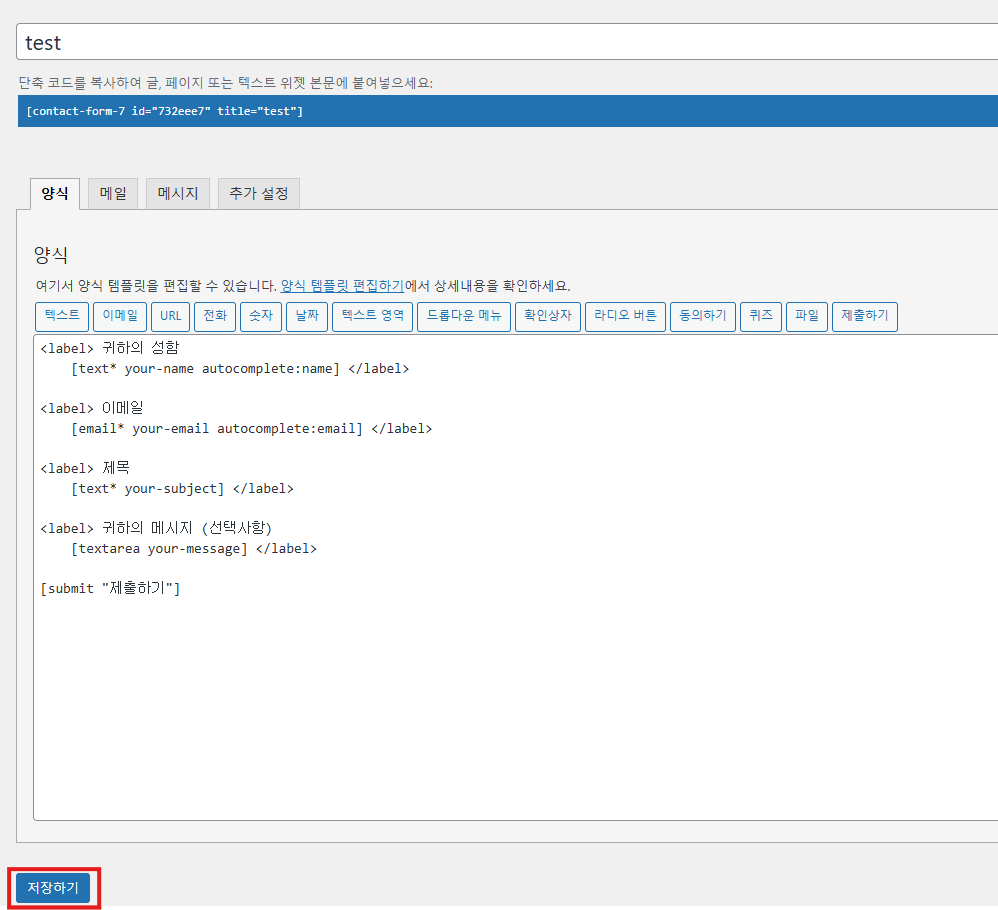 test
단축 코드를 복사하여 글, 페이지 또는 텍스트 위젯 본문에 붙여넣으세요:
[contact-form-7 id="732eee7" title="test"]
양식 메일 메시지 추가 설정
양식
여기서 양식 템플릿을 편집할 수 있습니다. 양식 템플릿 편집하기에서 상세내용을 확인하세요.
텍스트 이메일 URL 전화 숫자 날짜 텍스트 영역 드롭다운 메뉴 확인상자 라디오 버튼 동의하기 퀴즈 파일 제출하기
<label> 귀하의 성함
[text* your-name autocomplete:name] </label>
<label> 이메일
[email* your-email autocomplete:email] </label>
<label> 제목
[text* your-subject] </label>
<label> 귀하의 메시지 (선택사항)
[textarea your-message] </label>
[submit "제출하기"]
저장하기